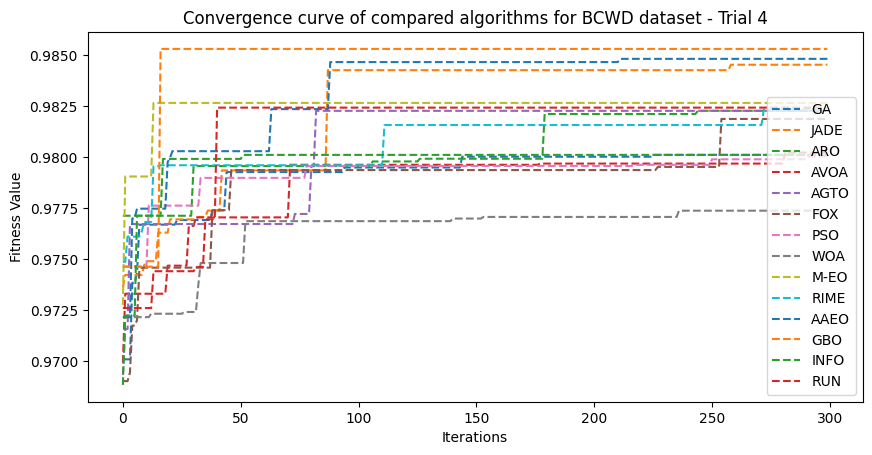 Convergence curve of compared algorithms for BCWD dataset - Trial 4
Fitness Value
0.9850
0.9825
0.9800
0.9775
0.9750
0.9725
0.9700
0
50
100
150
200
250
300
Iterations
GA
JADE
ARO
AVOA
AGTO
FOX
PSO
WOA
M-EO
RIME
AAEO
GBO
INFO
RUN